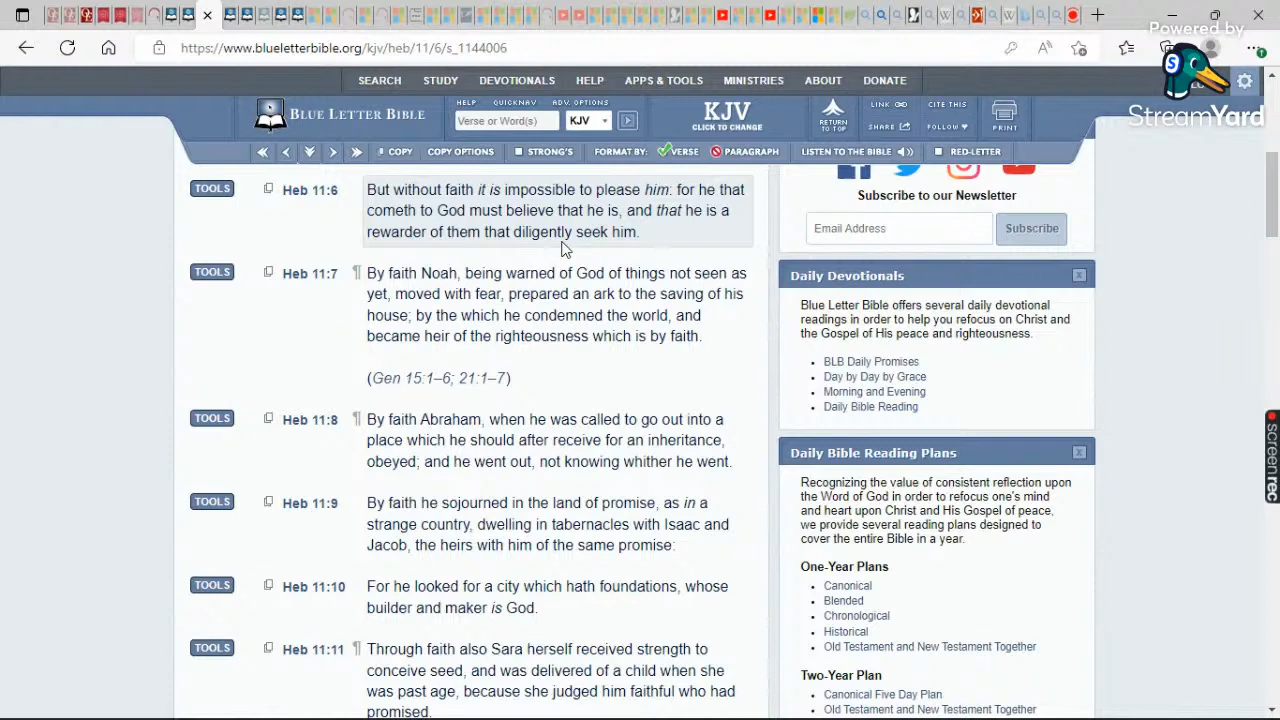 Powered by
StreamYard
https://www.blueletterbible.org/kjv/heb/11/6/s_1144006
SEARCH STUDY DEVOTIONALS HELP APPS & TOOLS MINISTRIES ABOUT DONATE
BLUE LETTER BIBLE
HELP QUICKNAV ADV. OPTIONS
Verse or Word(s) KJV
KJV
CLICK TO CHANGE
RETURN
TO TOP
LINK
SHARE
CITE THIS
FOLLOW
PRINT
COPY COPY OPTIONS STRONG'S FORMAT BY: VERSE PARAGRAPH LISTEN TO THE BIBLE RED-LETTER
TOOLS Heb 11:6 But without faith it is impossible to please him: for he that
cometh to God must believe that he is, and that he is a
rewarder of them that diligently seek him.
TOOLS Heb 11:7 ¶ By faith Noah, being warned of God of things not seen as
yet, moved with fear, prepared an ark to the saving of his
house; by the which he condemned the world, and
became heir of the righteousness which is by faith.
(Gen 15:1–6; 21:1–7)
TOOLS Heb 11:8 ¶ By faith Abraham, when he was called to go out into a
place which he should after receive for an inheritance,
obeyed; and he went out, not knowing whither he went.
TOOLS Heb 11:9 By faith he sojourned in the land of promise, as in a
strange country, dwelling in tabernacles with Isaac and
Jacob, the heirs with him of the same promise:
TOOLS Heb 11:10 For he looked for a city which hath foundations, whose
builder and maker is God.
TOOLS Heb 11:11 ¶ Through faith also Sara herself received strength to
conceive seed, and was delivered of a child when she
was past age, because she judged him faithful who had
promised.
Subscribe to our Newsletter
Email Address Subscribe
Daily Devotionals
Blue Letter Bible offers several daily devotional
readings in order to help you refocus on Christ and
the Gospel of His peace and righteousness.
BLB Daily Promises
Day by Day by Grace
Morning and Evening
Daily Bible Reading
Daily Bible Reading Plans
Recognizing the value of consistent reflection upon
the Word of God in order to refocus one's mind
and heart upon Christ and His Gospel of peace,
we provide several reading plans designed to
cover the entire Bible in a year.
One-Year Plans
Canonical
Blended
Chronological
Historical
Old Testament and New Testament Together
Two-Year Plan
Canonical Five Day Plan
Old Testament and New Testament Together
Screenrec